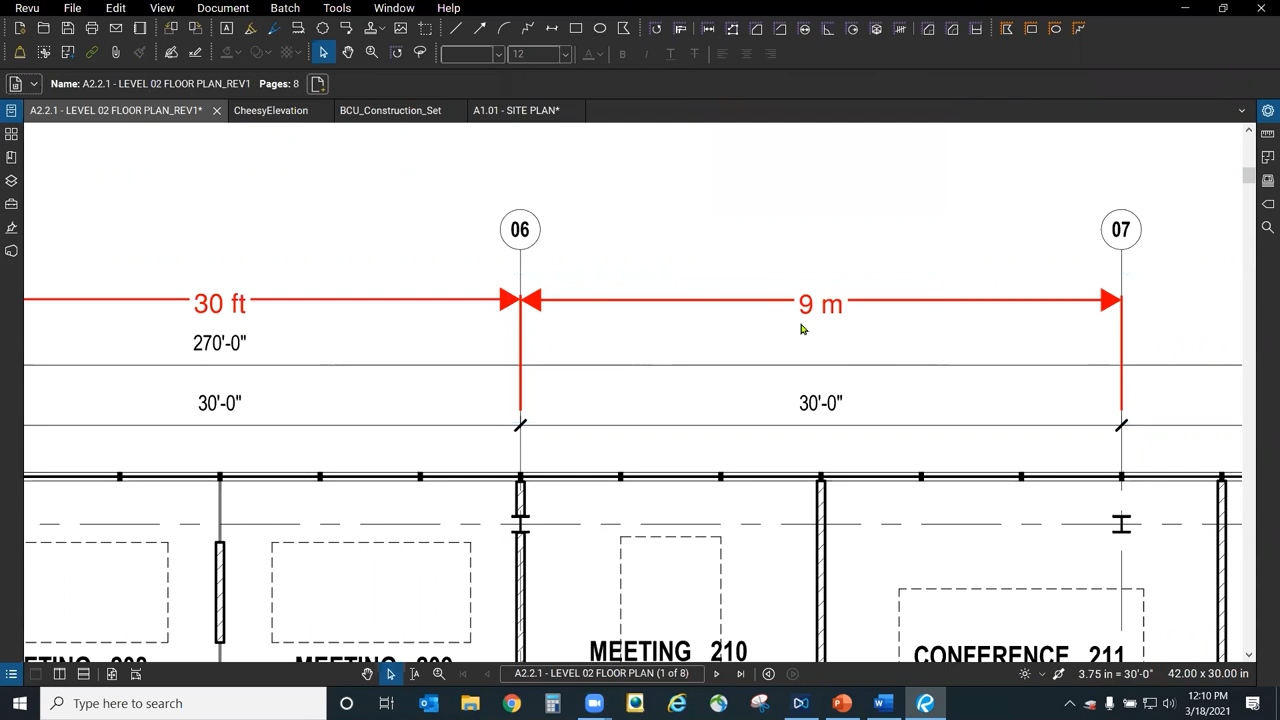 Revu File Edit View Document Batch Tools Window Help
12
Name: A2.2.1 - LEVEL 02 FLOOR PLAN_REV1 Pages: 8
A2.2.1 - LEVEL 02 FLOOR PLAN_REV1* CheesyElevation BCU_Construction_Set A1.01 - SITE PLAN*
06 07
30 ft 9 m
270'-0"
30'-0" 30'-0"
MEETING 210
CONFERENCE 211
A2.2.1 - LEVEL 02 FLOOR PLAN (1 of 8) 3.75 in = 30'-0" 42.00 x 30.00 in
Type here to search
12:10 PM
3/18/2021